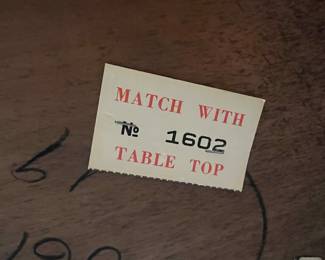 MATCH WITH
№ 1602
TABLE TOP